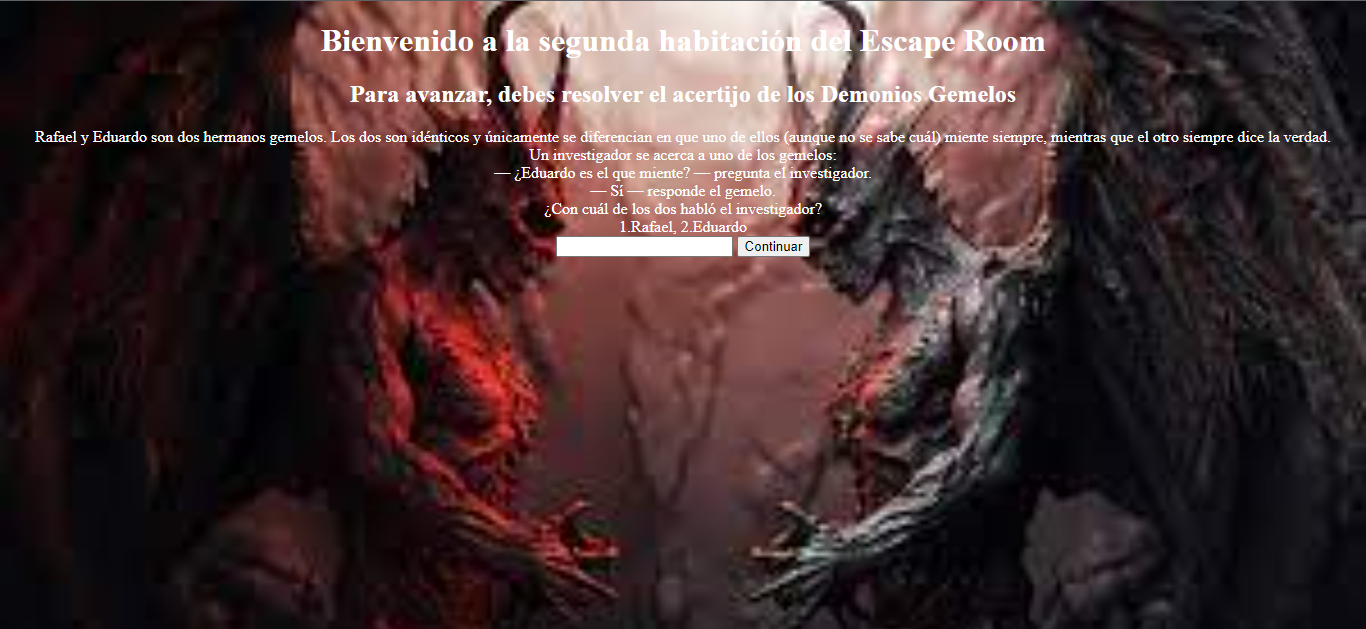 Bienvenido a la segunda habitación del Escape Room
Para avanzar, debes resolver el acertijo de los Demonios Gemelos
Rafael y Eduardo son dos hermanos gemelos. Los dos son idénticos y únicamente se diferencian en que uno de ellos (aunque no se sabe cuál) miente siempre, mientras que el otro siempre dice la verdad.
Un investigador se acerca a uno de los gemelos:
— ¿Eduardo es el que miente? — pregunta el investigador.
— Sí — responde el gemelo.
¿Con cuál de los dos habló el investigador?
1.Rafael, 2.Eduardo
Continuar